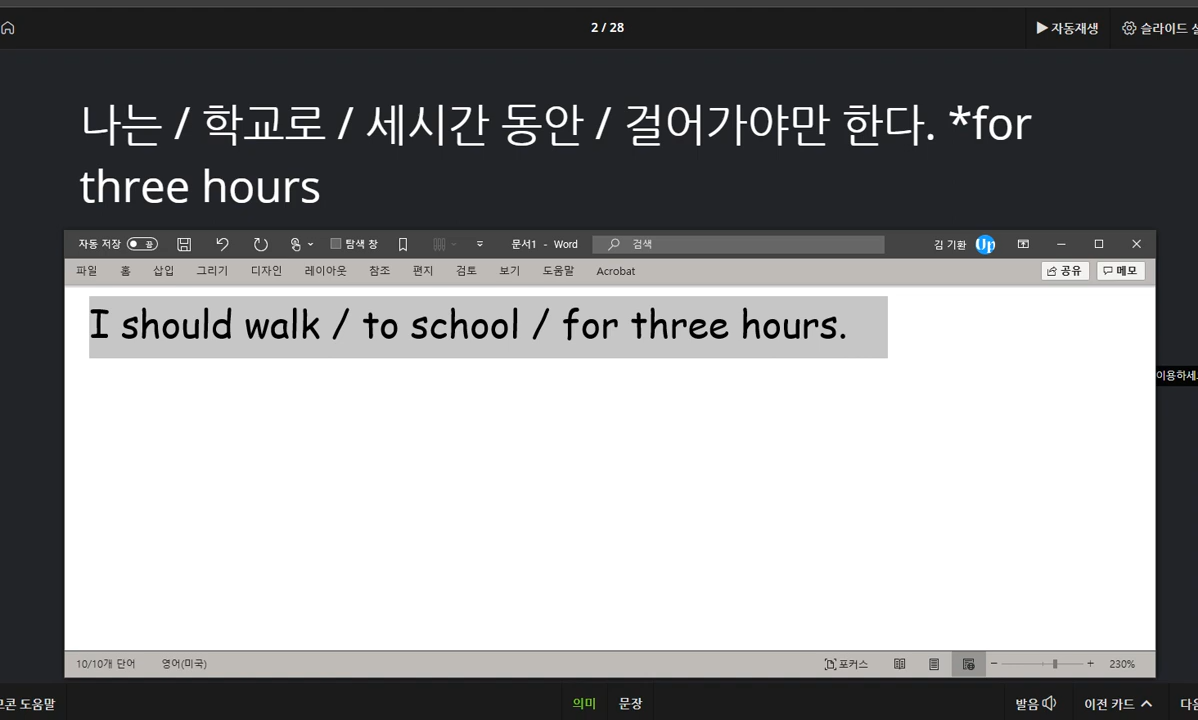 2 / 28
자동재생
슬라이드
나는 / 학교로 / 세시간 동안 / 걸어가야만 한다. *for
three hours
자동 저장 끔 탐색 창 문서1 - Word 검색 김 기환 Up
파일 홈 삽입 그리기 디자인 레이아웃 참조 편지 검토 보기 도움말 Acrobat 공유 메모
I should walk / to school / for three hours.
이용하세
10/10개 단어 영어(미국) 포커스 230%
도움말 의미 문장 발음 이전 카드